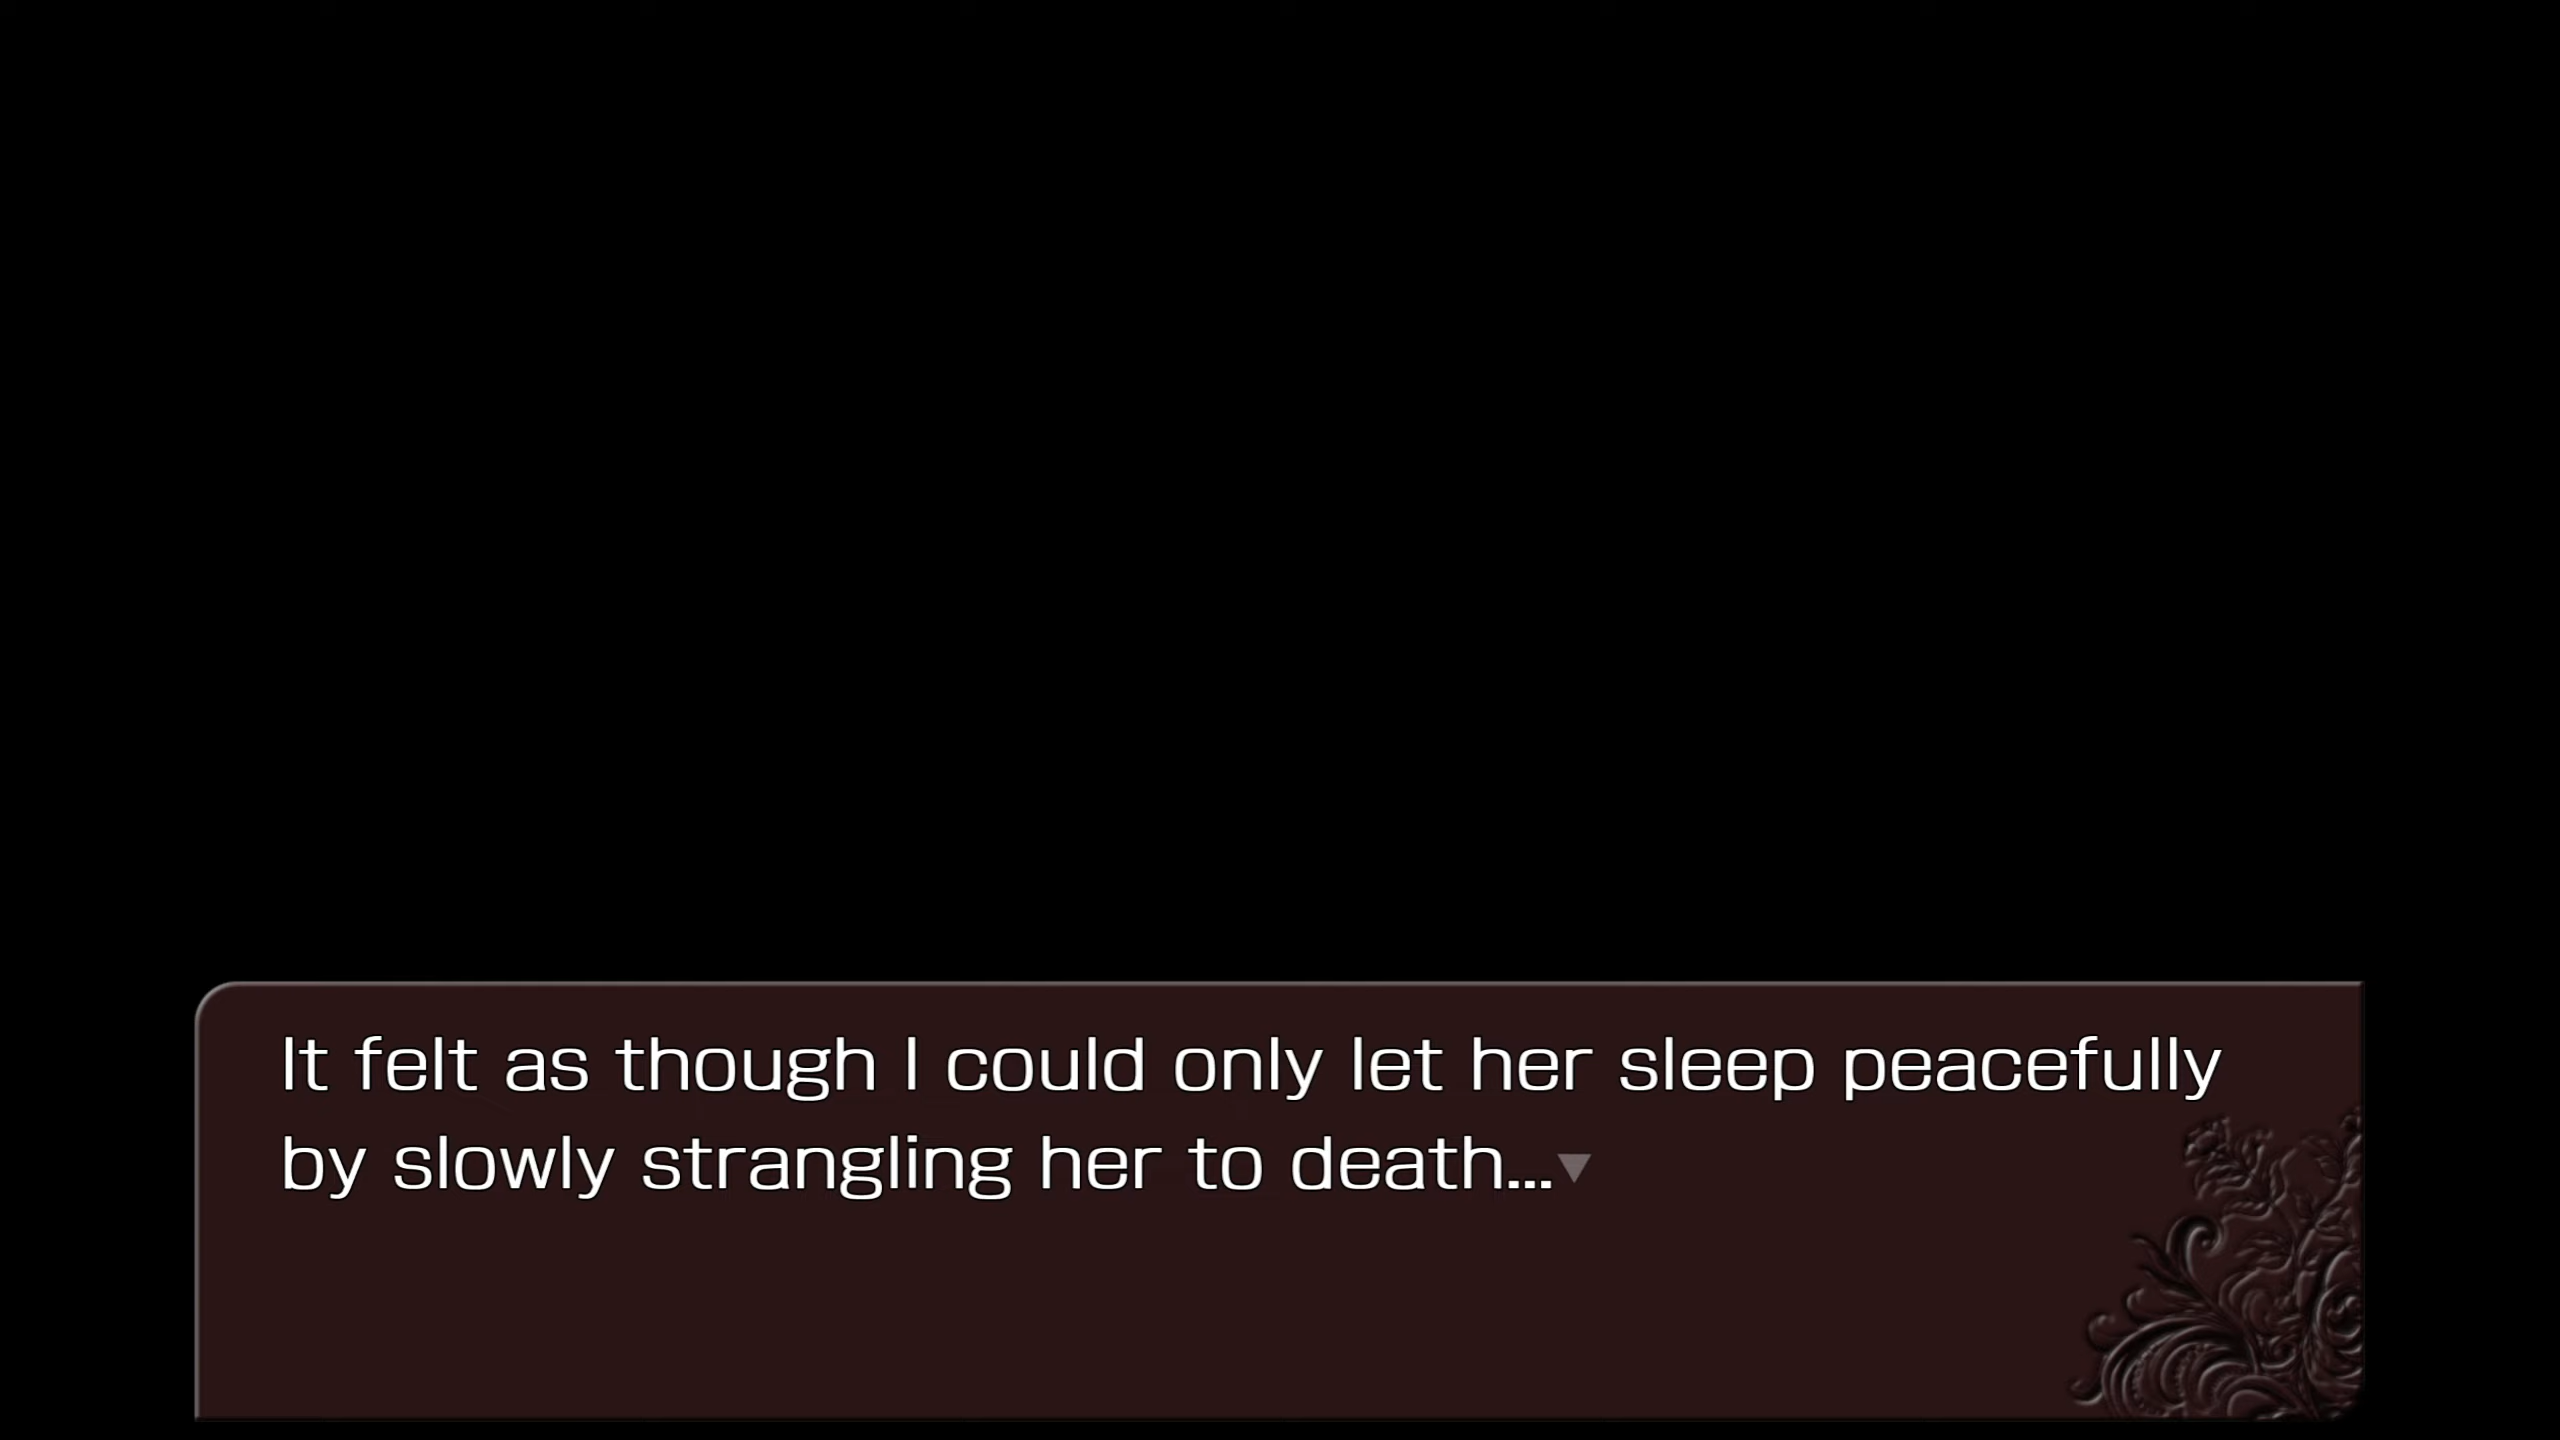 It felt as though I could only let her sleep peacefully
by slowly strangling her to death...